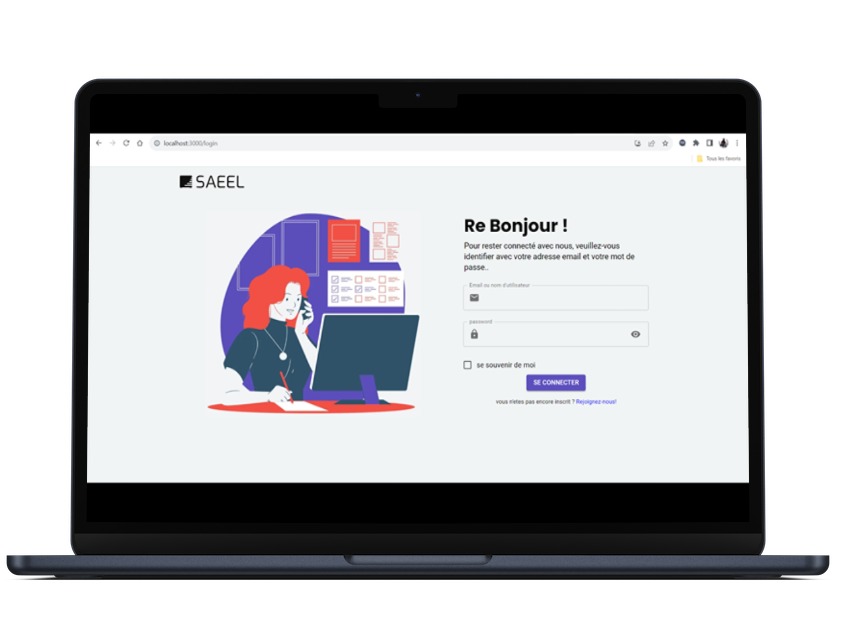 localhost:3000/login
Tous les favoris
SAEEL
Re Bonjour !
Pour rester connecté avec nous, veuillez-vous
identifier avec votre adresse email et votre mot de
passe..
Email ou nom d'utilisateur
password
se souvenir de moi
SE CONNECTER
vous n'etes pas encore inscrit ? Rejoignez-nous!